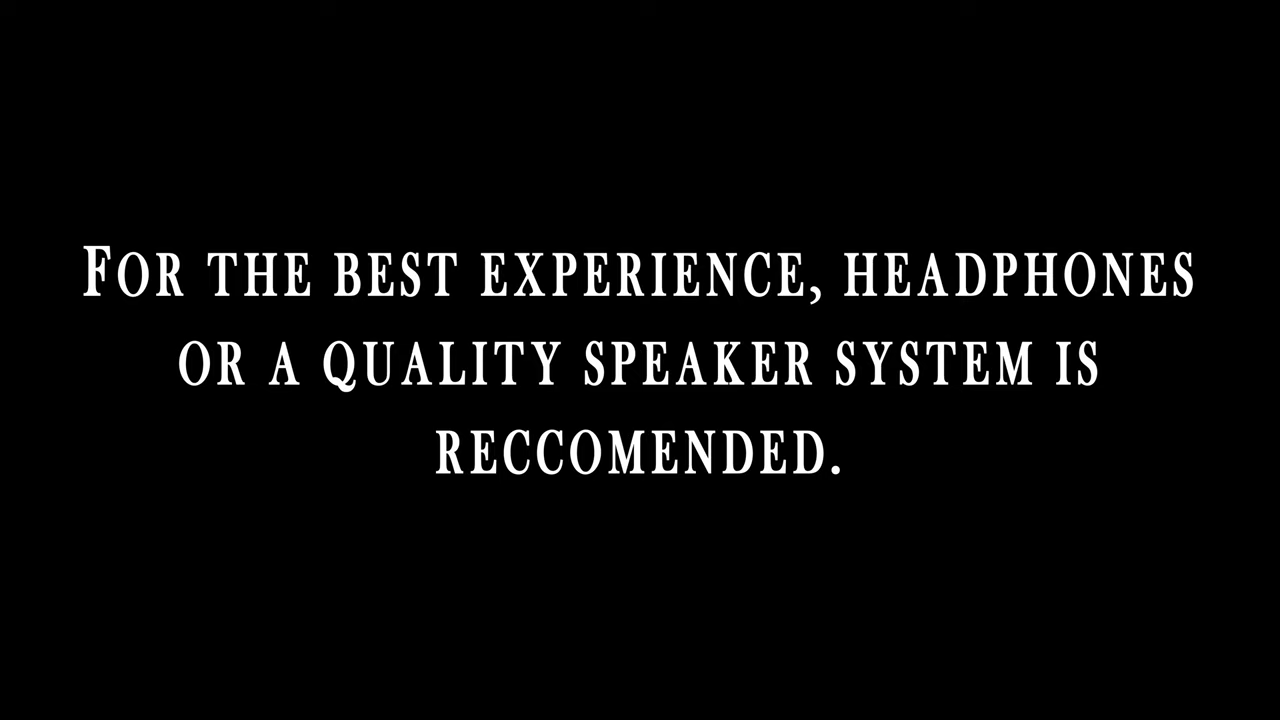 FOR THE BEST EXPERIENCE, HEADPHONES
OR A QUALITY SPEAKER SYSTEM IS
RECCOMENDED.